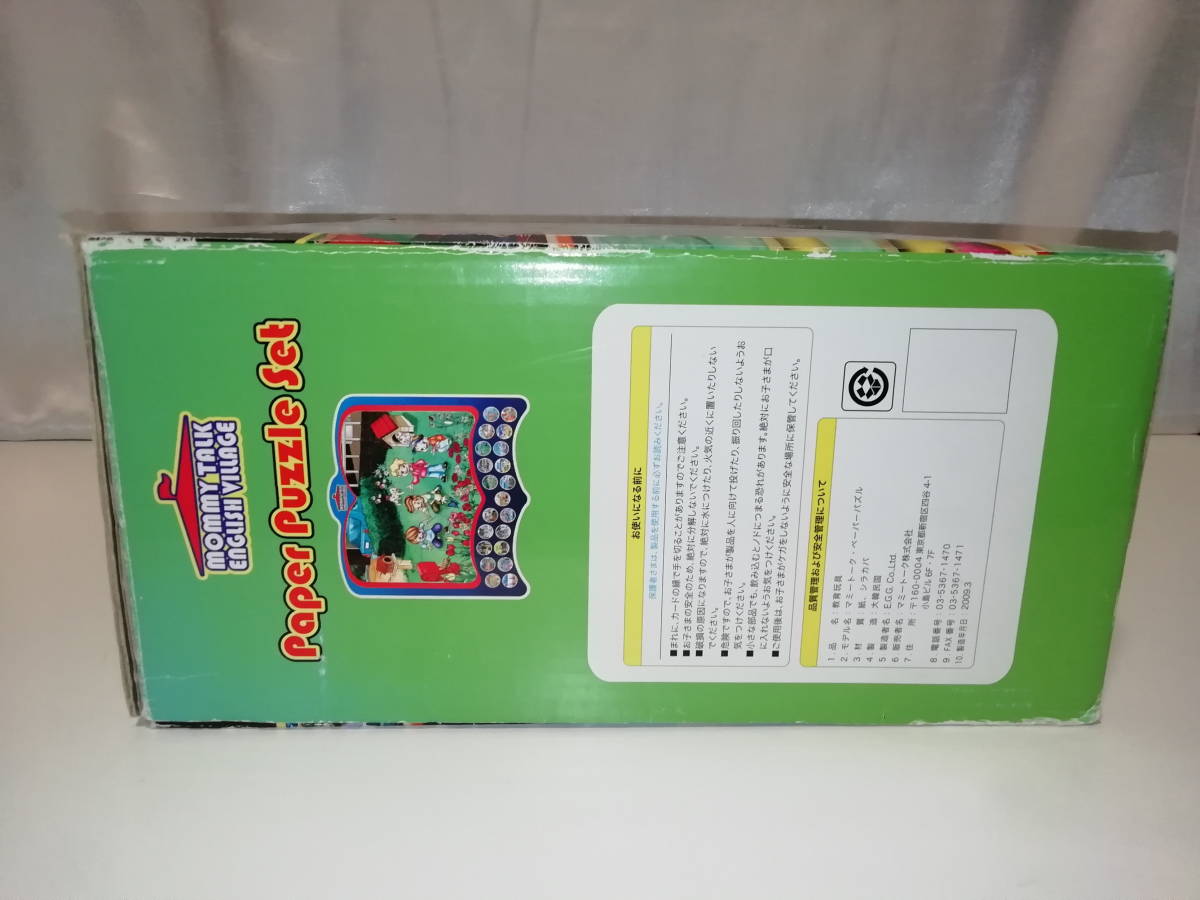 MOMMY TALK
ENGLISH VILLAGE
Paper Puzzle Set
お使いになる前に
保護者さまは、製品を使用する前に必ずお読みください。
■まれに、カードの縁で手を切ることがありますのでご注意ください。
■お子さまの安全のため、絶対に分解しないでください。
■破損の原因になりますので、絶対に水につけたり、火気の近くに置いたりしない
でください。
■危険ですので、お子さまが製品を人に向けて投げたり、振り回したりしないようお
気をつけください。
■小さな部品でも、飲み込むとノドにつまる恐れがあります。絶対にお子さまが口
に入れないようお気をつけください。
■ご使用後は、お子さまがケガをしないように安全な場所に保管してください。
品質管理および安全管理について
1 品 名：教育玩具
2 モデル名：マミートーク・ペーパーパズル
3 材 質：紙、シラカバ
4 製 造：大韓民国
5 製造者名：E.G.G. Co.,Ltd.
6 販売者名：マミートーク株式会社
7 住 所：〒160-0004 東京都新宿区四谷 4-1
小島ビル 6F・7F
8 電話番号：03-5367-1470
9 FAX番号：03-5367-1471
10. 製造年月日：2009.3